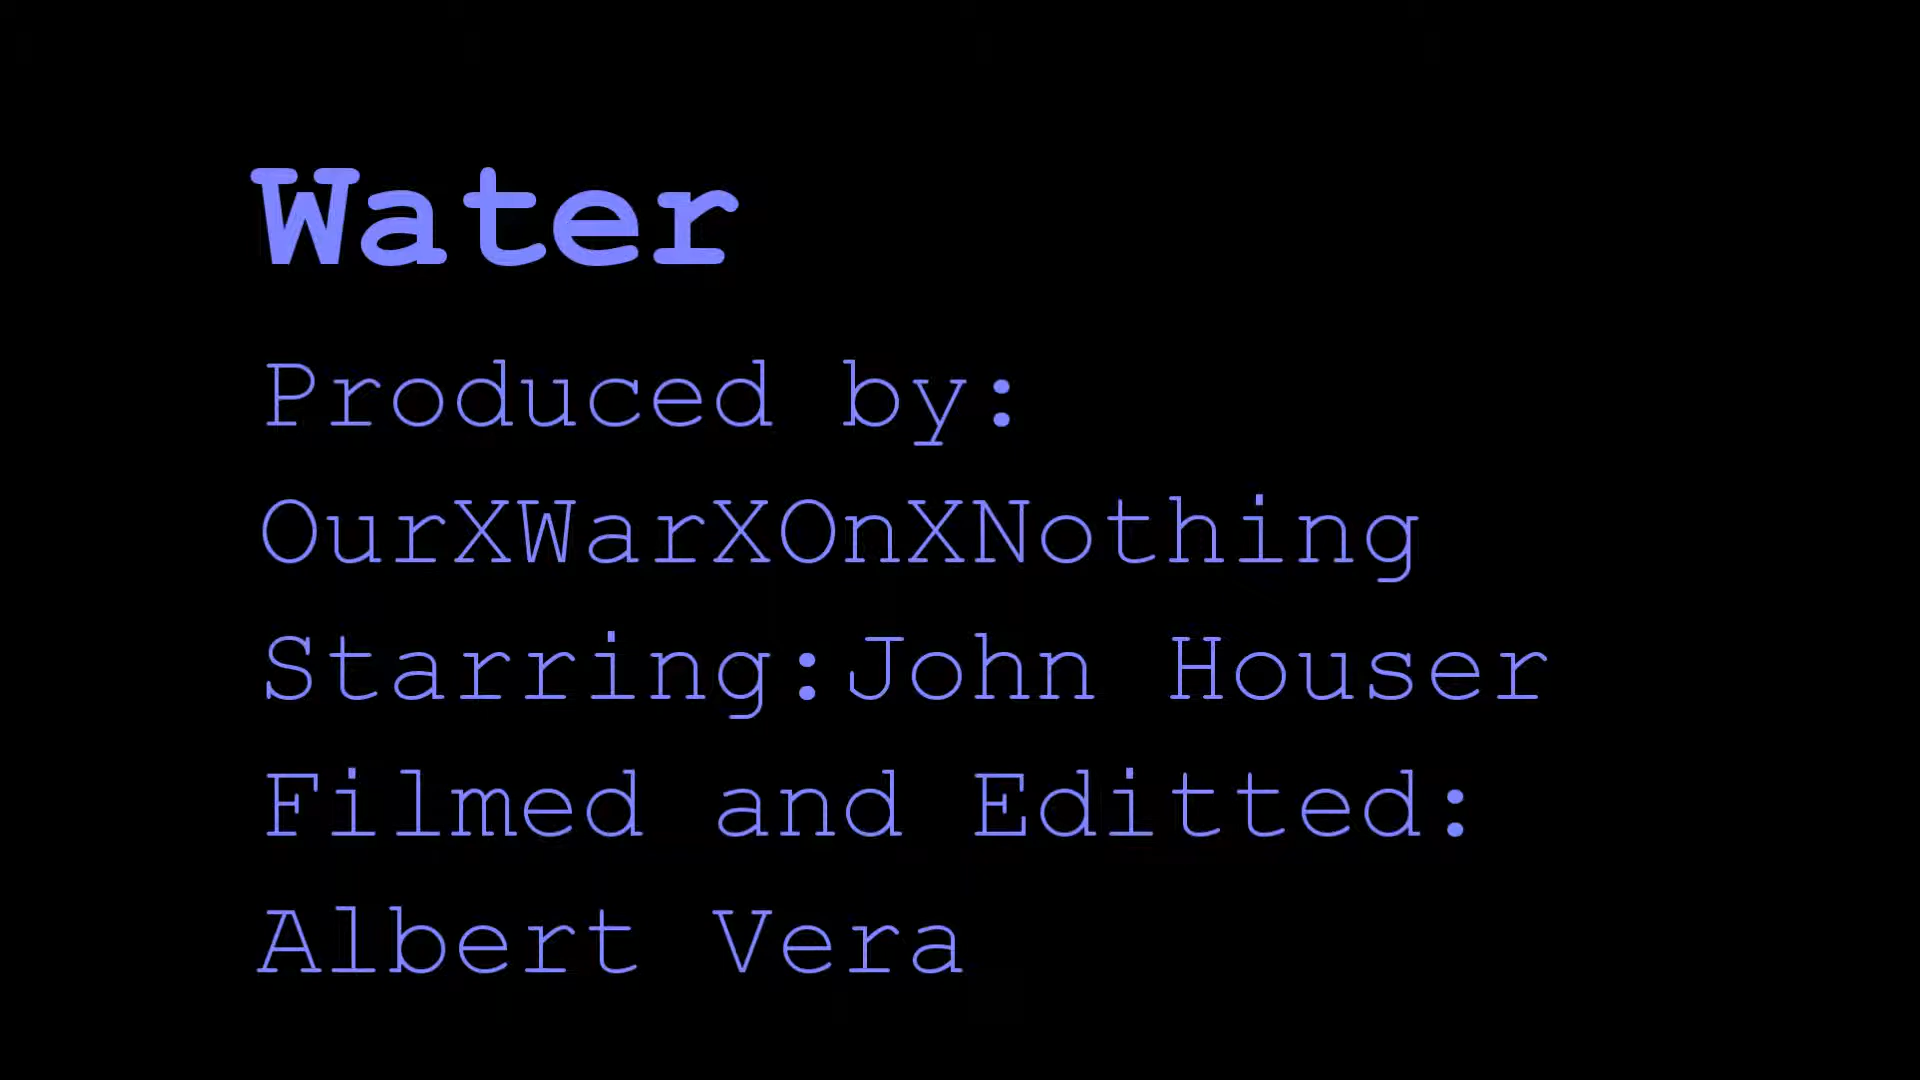 Water
Produced by:
OurXWarXOnXNothing
Starring:John Houser
Filmed and Editted:
Albert Vera